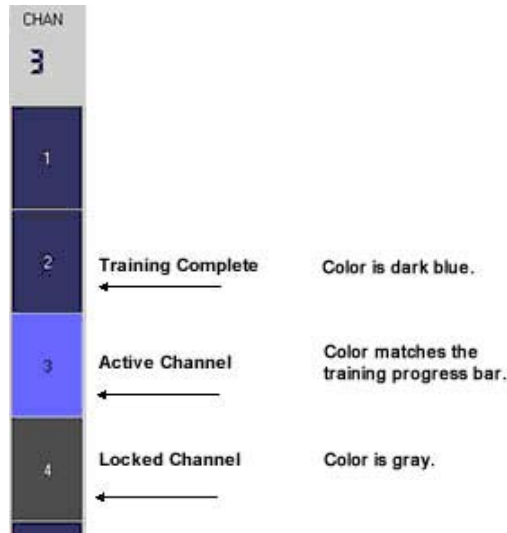 CHAN
3
1
2
Training Complete
Color is dark blue.
3
Active Channel
Color matches the
training progress bar.
4
Locked Channel
Color is gray.